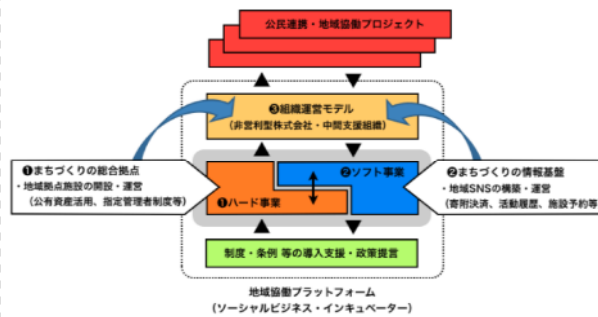 公民連携・地域協働プロジェクト
❸組織運営モデル
(非営利型株式会社・中間支援組織)
❶まちづくりの総合拠点
・地域拠点施設の開設・運営
(公有資産活用、指定管理者制度等)
❷ソフト事業
❶ハード事業
❷まちづくりの情報基盤
・地域SNSの構築・運営
(寄附決済、活動履歴、施設予約等)
制度・条例 等の導入支援・政策提言
地域協働プラットフォーム
(ソーシャルビジネス・インキュベーター)